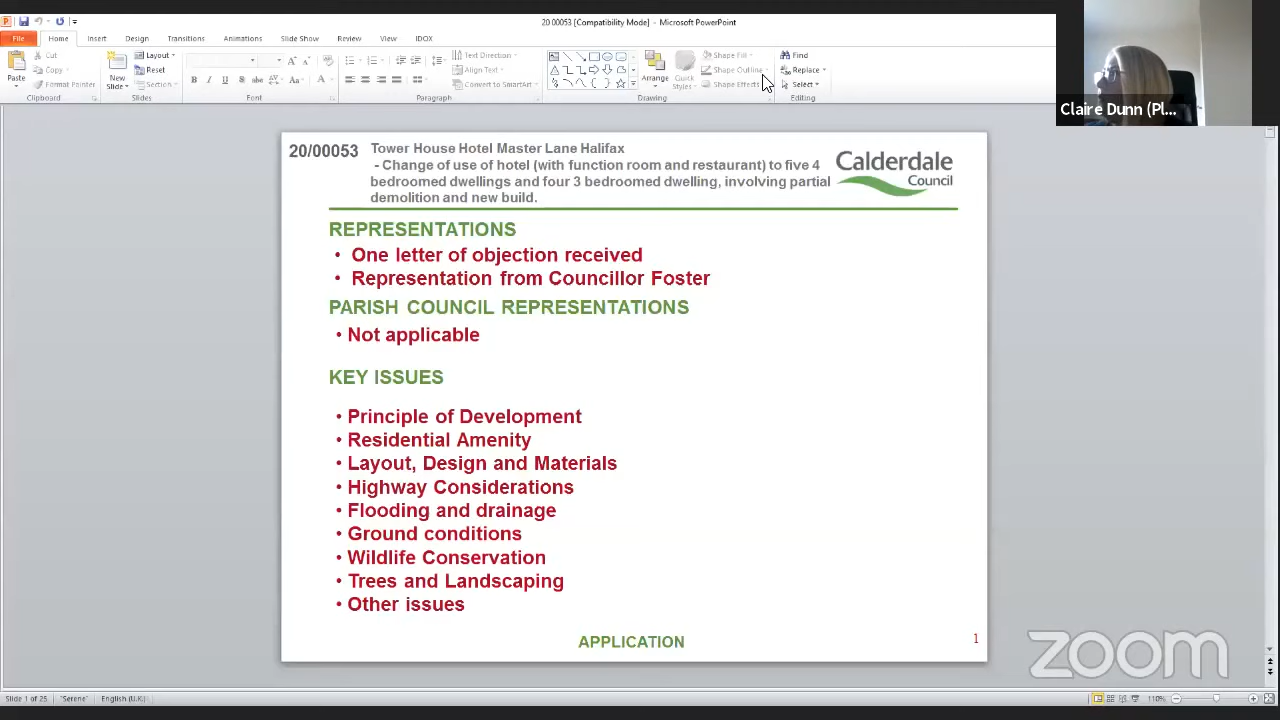 20 00053 [Compatibility Mode] - Microsoft PowerPoint
File Home Insert Design Transitions Animations Slide Show Review View IDOX
Paste
Cut
Copy
Format Painter
Clipboard
New
Slide
Layout
Reset
Section
Slides
Font
Paragraph
Text Direction
Align Text
Convert to SmartArt
Arrange
Quick
Styles
Shape Fill
Shape Outline
Shape Effects
Drawing
Find
Replace
Select
Editing
Claire Dunn (Pl...
20/00053
Tower House Hotel Master Lane Halifax
- Change of use of hotel (with function room and restaurant) to five 4
bedroomed dwellings and four 3 bedroomed dwelling, involving partial
demolition and new build.
Calderdale
Council
REPRESENTATIONS
• One letter of objection received
• Representation from Councillor Foster
PARISH COUNCIL REPRESENTATIONS
• Not applicable
KEY ISSUES
• Principle of Development
• Residential Amenity
• Layout, Design and Materials
• Highway Considerations
• Flooding and drainage
• Ground conditions
• Wildlife Conservation
• Trees and Landscaping
• Other issues
APPLICATION
1
zoom
Slide 1 of 25 "Serene" English (U.K.) 110%